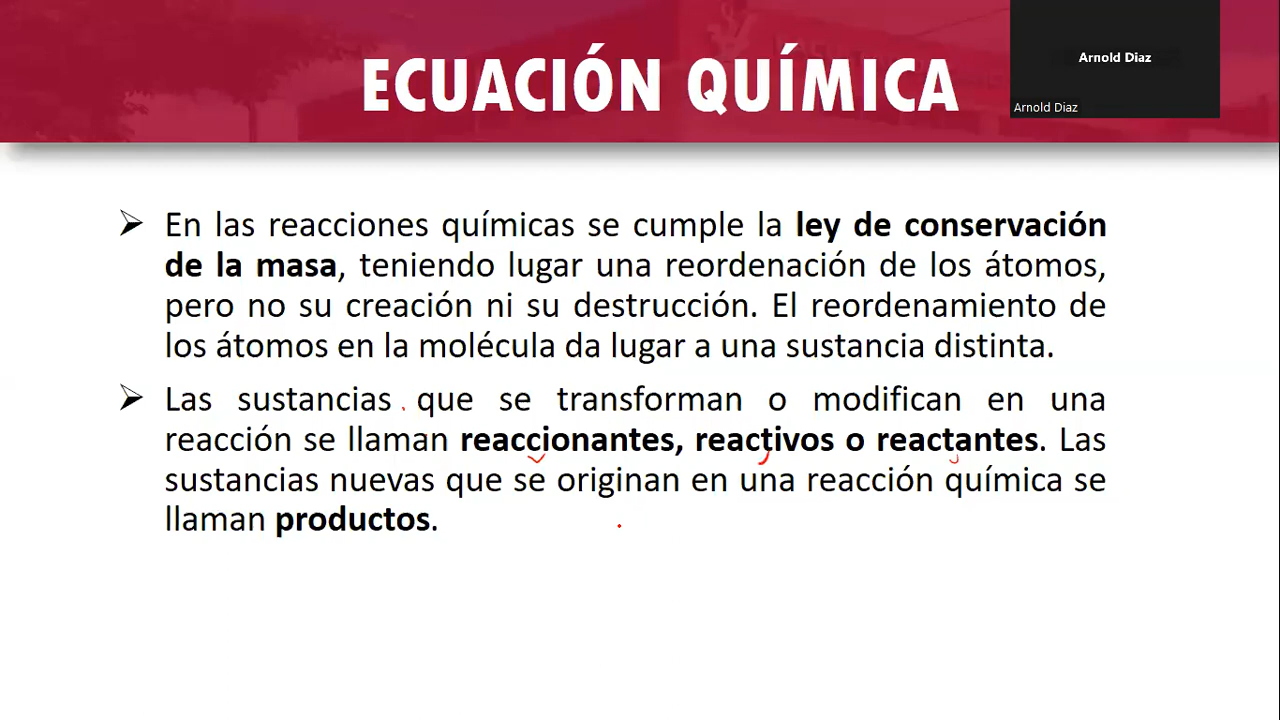 ECUACIÓN QUÍMICA
Arnold Diaz
Arnold Diaz
➢ En las reacciones químicas se cumple la ley de conservación
de la masa, teniendo lugar una reordenación de los átomos,
pero no su creación ni su destrucción. El reordenamiento de
los átomos en la molécula da lugar a una sustancia distinta.
➢ Las sustancias que se transforman o modifican en una
reacción se llaman reaccionantes, reactivos o reactantes. Las
sustancias nuevas que se originan en una reacción química se
llaman productos.